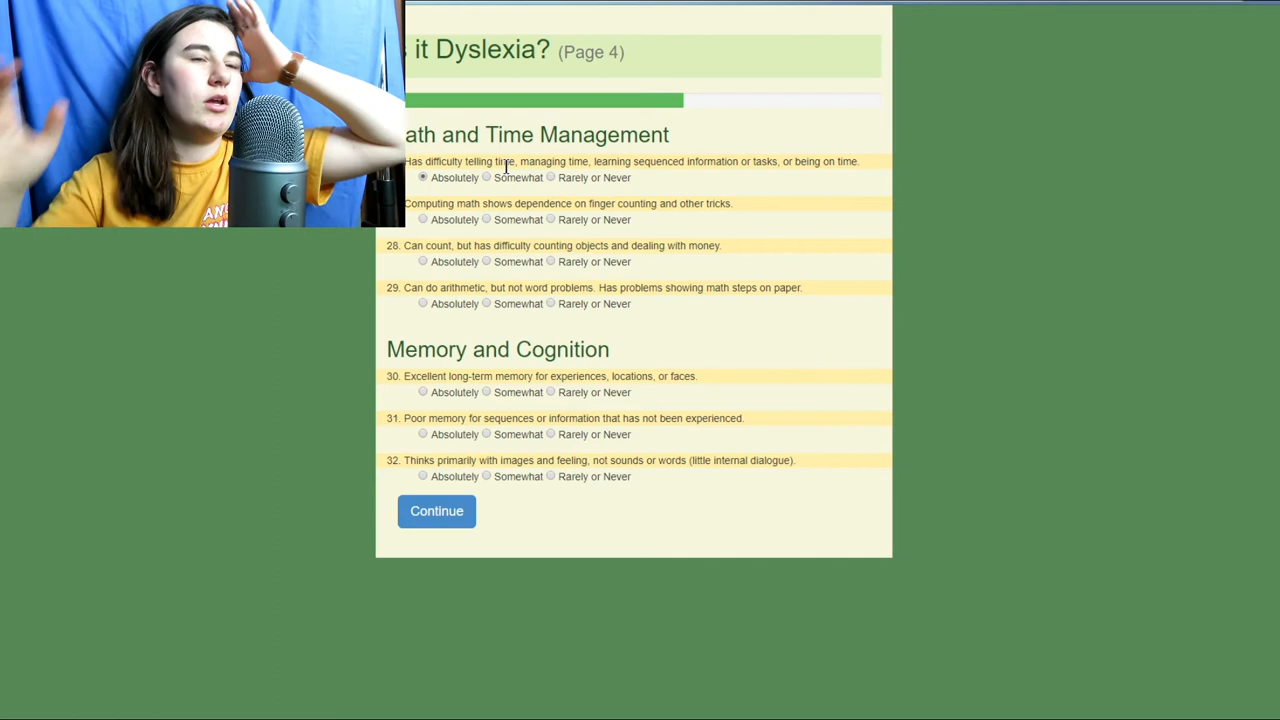 it Dyslexia? (Page 4)
ath and Time Management
Has difficulty telling time, managing time, learning sequenced information or tasks, or being on time.
Absolutely Somewhat Rarely or Never
Computing math shows dependence on finger counting and other tricks.
Absolutely Somewhat Rarely or Never
28. Can count, but has difficulty counting objects and dealing with money.
Absolutely Somewhat Rarely or Never
29. Can do arithmetic, but not word problems. Has problems showing math steps on paper.
Absolutely Somewhat Rarely or Never
Memory and Cognition
30. Excellent long-term memory for experiences, locations, or faces.
Absolutely Somewhat Rarely or Never
31. Poor memory for sequences or information that has not been experienced.
Absolutely Somewhat Rarely or Never
32. Thinks primarily with images and feeling, not sounds or words (little internal dialogue).
Absolutely Somewhat Rarely or Never
Continue